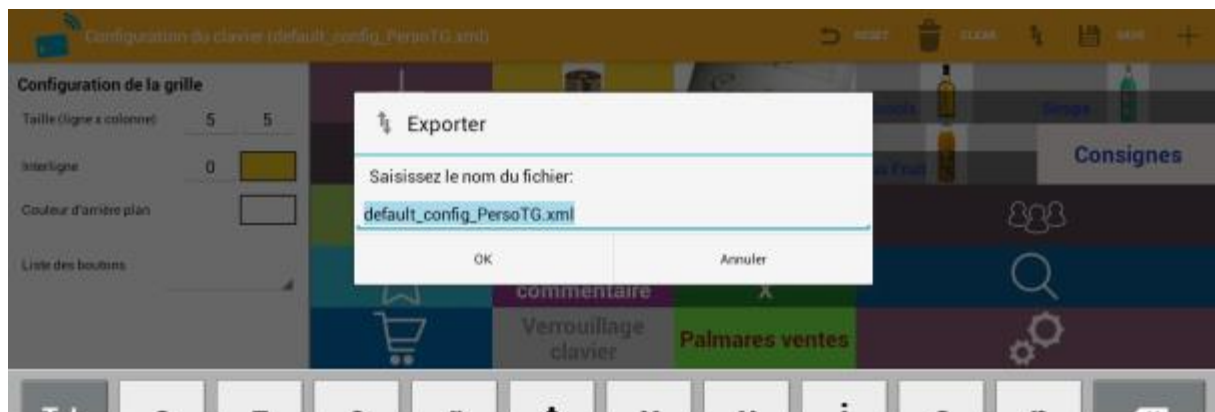 Configuration du clavier (default_config_PersoTG.xml)
RESET
CLEAR
SAVE
Configuration de la grille
Taille (ligne x colonne)
5
5
Interligne
0
Couleur d'arrière plan
Liste des boutons
Exporter
Saisissez le nom du fichier:
default_config_PersoTG.xml
OK
Annuler
Sirops
Fruit
Consignes
commentaire
X
Verrouillage
clavier
Palmares ventes